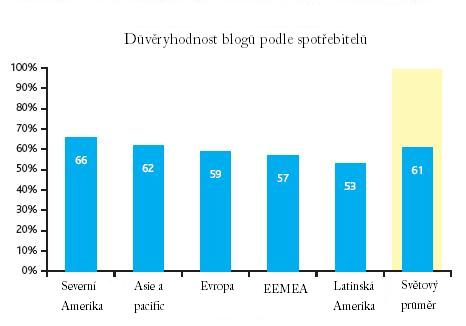 Důvěryhodnost blogů podle spotřebitelů
100%
90%
80%
70%
60%
50%
40%
30%
20%
10%
0%
66
62
59
57
53
61
Severní
Amerika
Asie a
pacific
Evropa
EEMEA
Latinská
Amerika
Světový
průměr